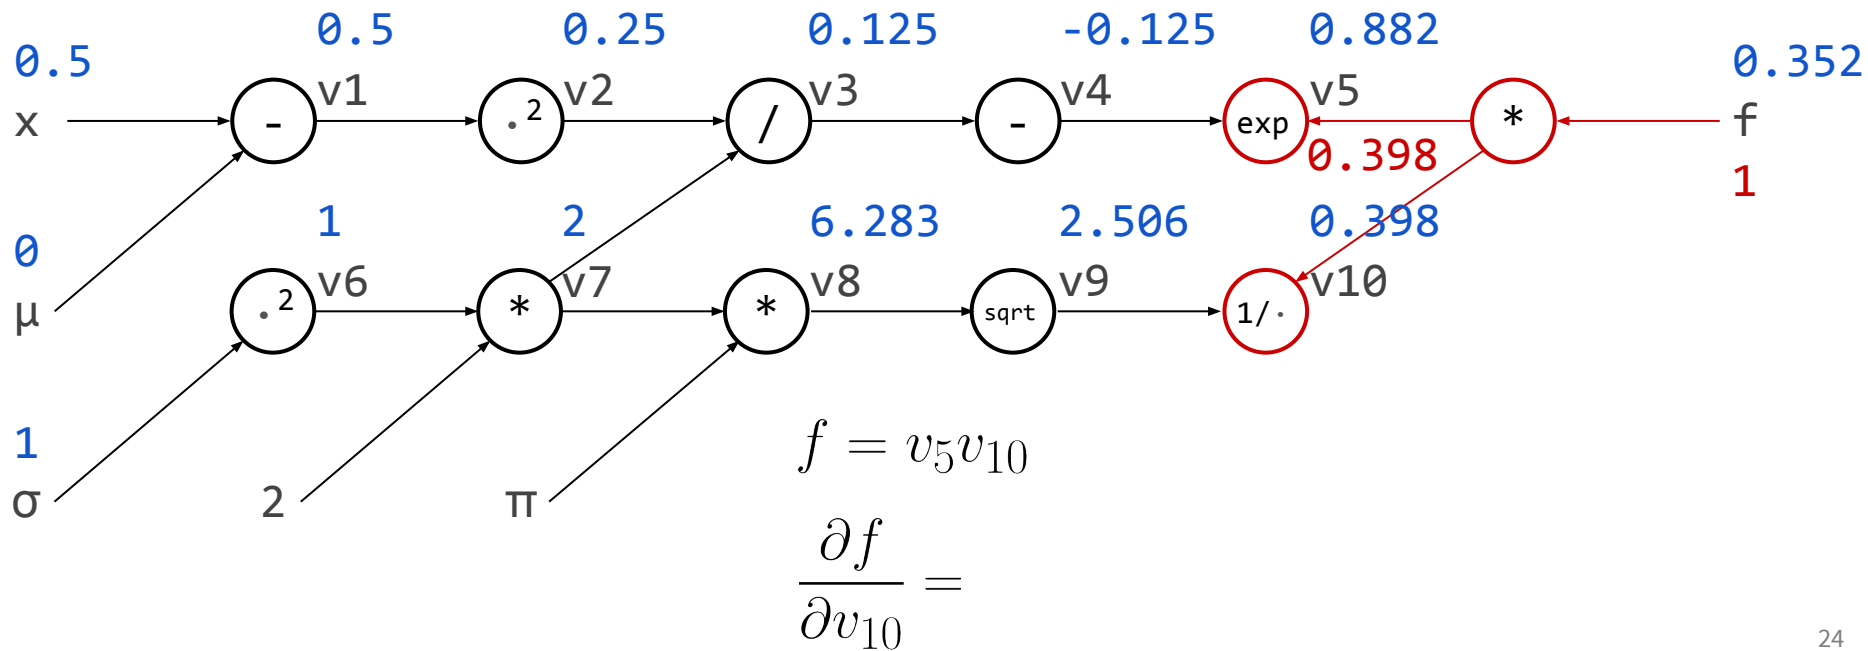 0.5 0.25 0.125 -0.125 0.882
0.5 0.352
v1 v2 v3 v4 v5
x - .² / - exp * f
0.398
1
1 2 6.283 2.506 0.398
0
v6 v7 v8 v9 v10
μ .² * * sqrt 1/·
1
f = v₅v₁₀
σ 2 π
∂f
=
∂v₁₀
24